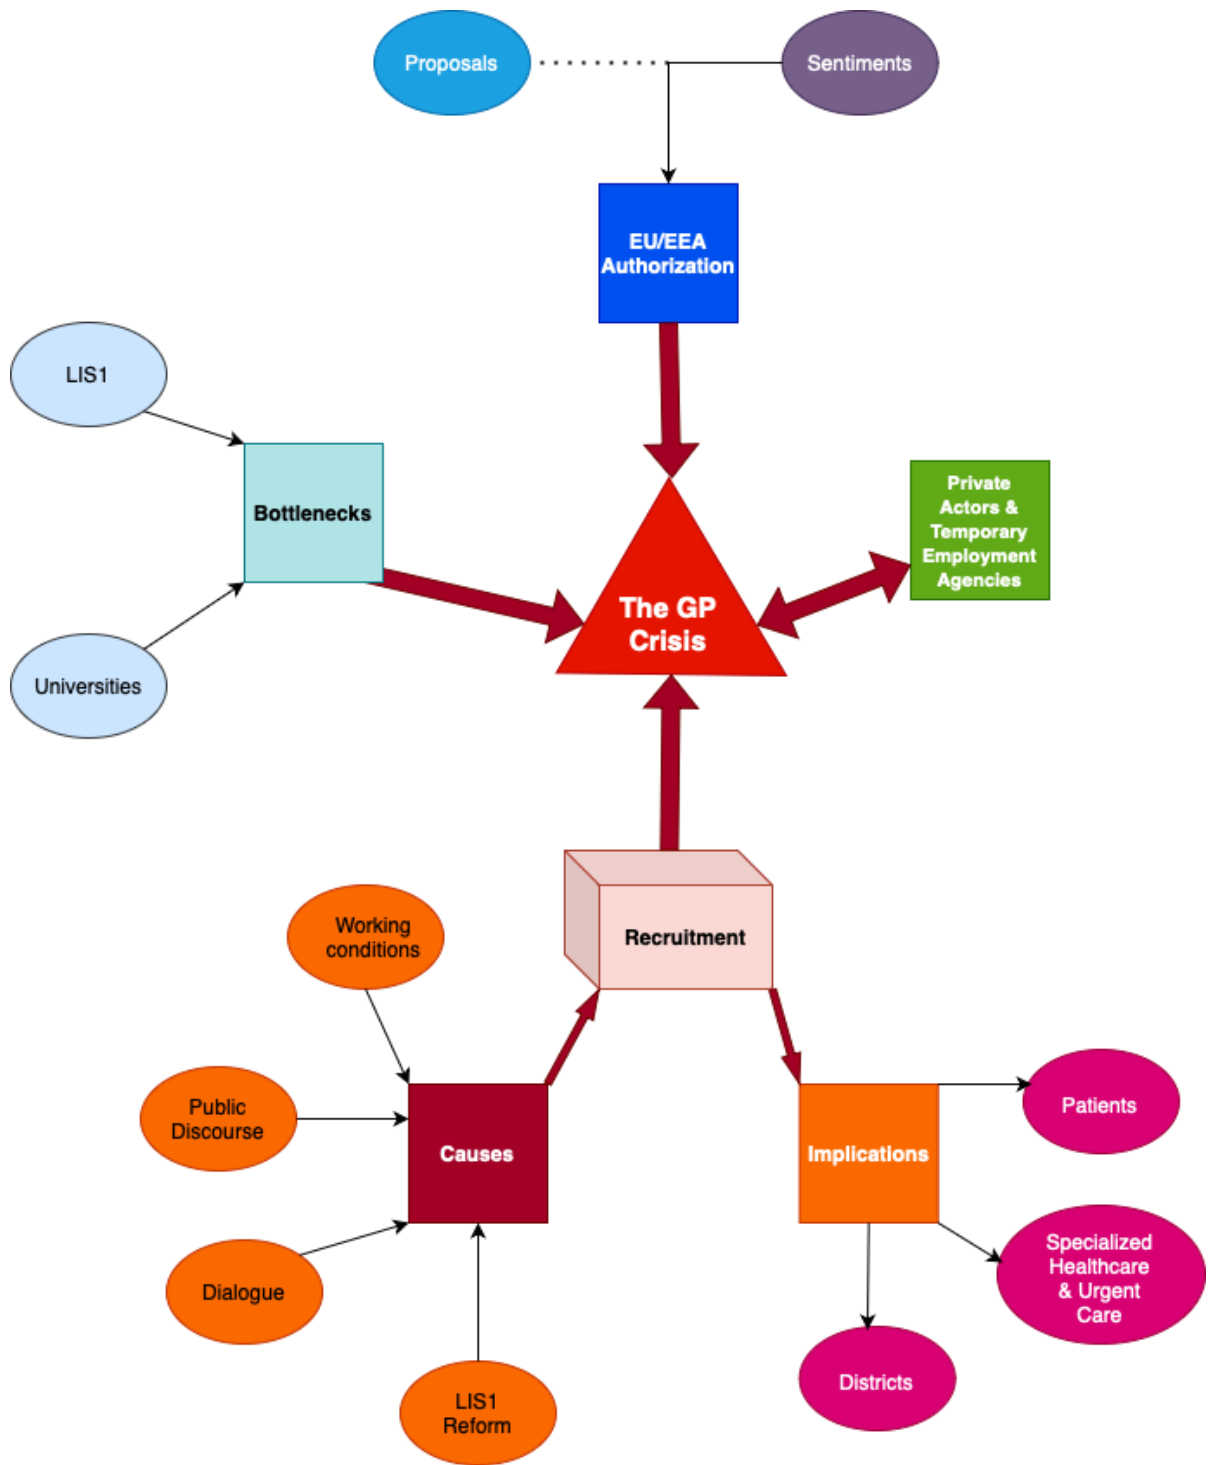 Proposals
Sentiments
EU/EEA
Authorization
LIS1
Bottlenecks
Private
Actors &
Temporary
Employment
Agencies
The GP
Crisis
Universities
Working
conditions
Recruitment
Public
Discourse
Causes
Implications
Patients
Dialogue
Specialized
Healthcare
& Urgent
Care
LIS1
Reform
Districts